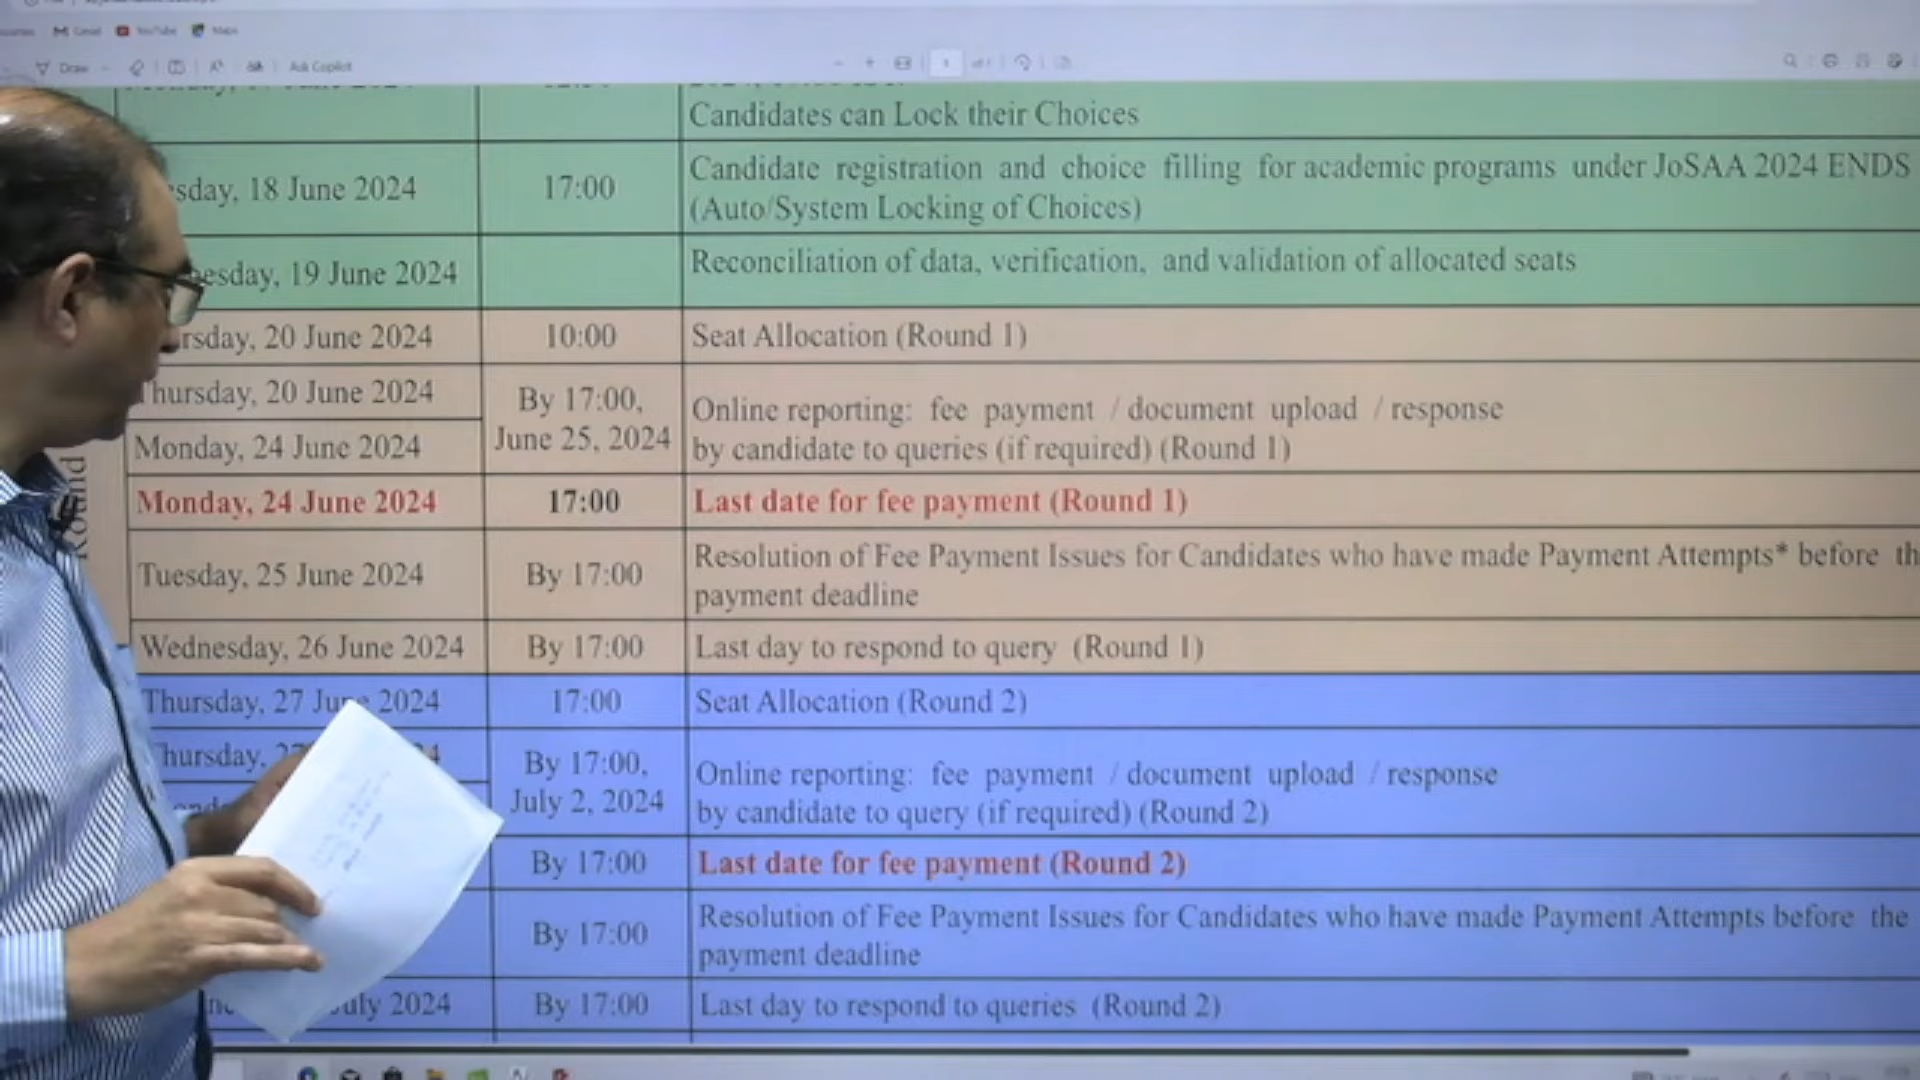 Gmail YouTube Maps
Draw Ask Copilot
Candidates can Lock their Choices
sday, 18 June 2024 17:00 Candidate registration and choice filling for academic programs under JoSAA 2024 ENDS
(Auto/System Locking of Choices)
esday, 19 June 2024 Reconciliation of data, verification, and validation of allocated seats
rsday, 20 June 2024 10:00 Seat Allocation (Round 1)
Thursday, 20 June 2024 By 17:00, Online reporting: fee payment / document upload / response
Monday, 24 June 2024 June 25, 2024 by candidate to queries (if required) (Round 1)
Round
Monday, 24 June 2024 17:00 Last date for fee payment (Round 1)
Tuesday, 25 June 2024 By 17:00 Resolution of Fee Payment Issues for Candidates who have made Payment Attempts* before th
payment deadline
Wednesday, 26 June 2024 By 17:00 Last day to respond to query (Round 1)
Thursday, 27 June 2024 17:00 Seat Allocation (Round 2)
hursday, By 17:00, Online reporting: fee payment / document upload / response
July 2, 2024 by candidate to query (if required) (Round 2)
By 17:00 Last date for fee payment (Round 2)
By 17:00 Resolution of Fee Payment Issues for Candidates who have made Payment Attempts before the
payment deadline
July 2024 By 17:00 Last day to respond to queries (Round 2)